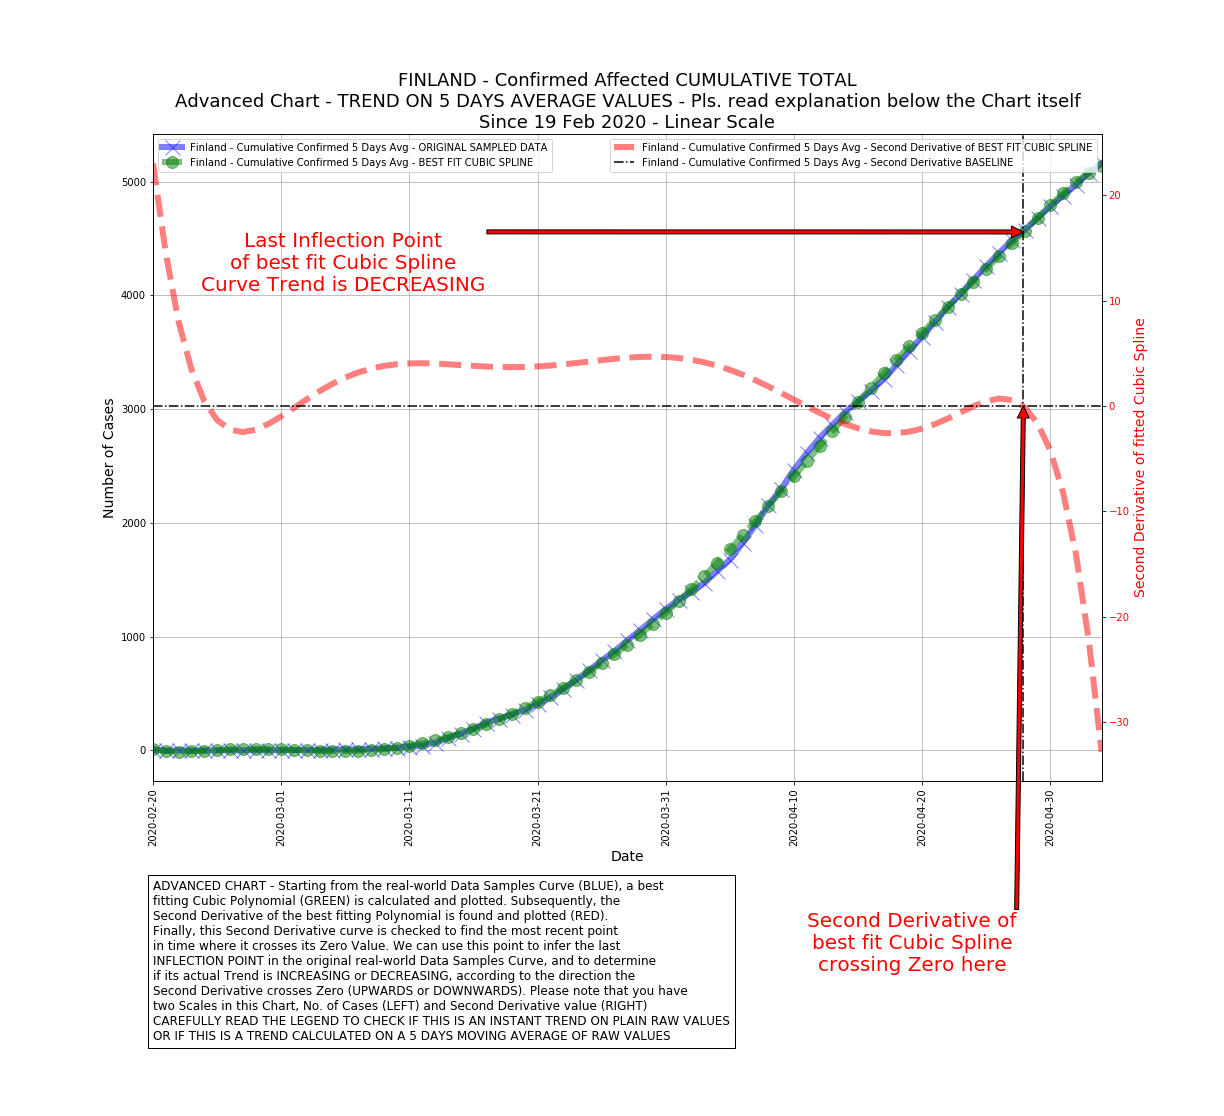 FINLAND - Confirmed Affected CUMULATIVE TOTAL
Advanced Chart - TREND ON 5 DAYS AVERAGE VALUES - Pls. read explanation below the Chart itself
Since 19 Feb 2020 - Linear Scale
Finland - Cumulative Confirmed 5 Days Avg - ORIGINAL SAMPLED DATA
Finland - Cumulative Confirmed 5 Days Avg - BEST FIT CUBIC SPLINE
Finland - Cumulative Confirmed 5 Days Avg - Second Derivative of BEST FIT CUBIC SPLINE
Finland - Cumulative Confirmed 5 Days Avg - Second Derivative BASELINE
Last Inflection Point
of best fit Cubic Spline
Curve Trend is DECREASING
Number of Cases
5000
4000
3000
2000
1000
0
20
10
0
−10
−20
−30
Second Derivative of fitted Cubic Spline
2020-02-20
2020-03-01
2020-03-11
2020-03-21
2020-03-31
2020-04-10
2020-04-20
2020-04-30
Date
ADVANCED CHART - Starting from the real-world Data Samples Curve (BLUE), a best
fitting Cubic Polynomial (GREEN) is calculated and plotted. Subsequently, the
Second Derivative of the best fitting Polynomial is found and plotted (RED).
Finally, this Second Derivative curve is checked to find the most recent point
in time where it crosses its Zero Value. We can use this point to infer the last
INFLECTION POINT in the original real-world Data Samples Curve, and to determine
if its actual Trend is INCREASING or DECREASING, according to the direction the
Second Derivative crosses Zero (UPWARDS or DOWNWARDS). Please note that you have
two Scales in this Chart, No. of Cases (LEFT) and Second Derivative value (RIGHT)
CAREFULLY READ THE LEGEND TO CHECK IF THIS IS AN INSTANT TREND ON PLAIN RAW VALUES
OR IF THIS IS A TREND CALCULATED ON A 5 DAYS MOVING AVERAGE OF RAW VALUES
Second Derivative of
best fit Cubic Spline
crossing Zero here